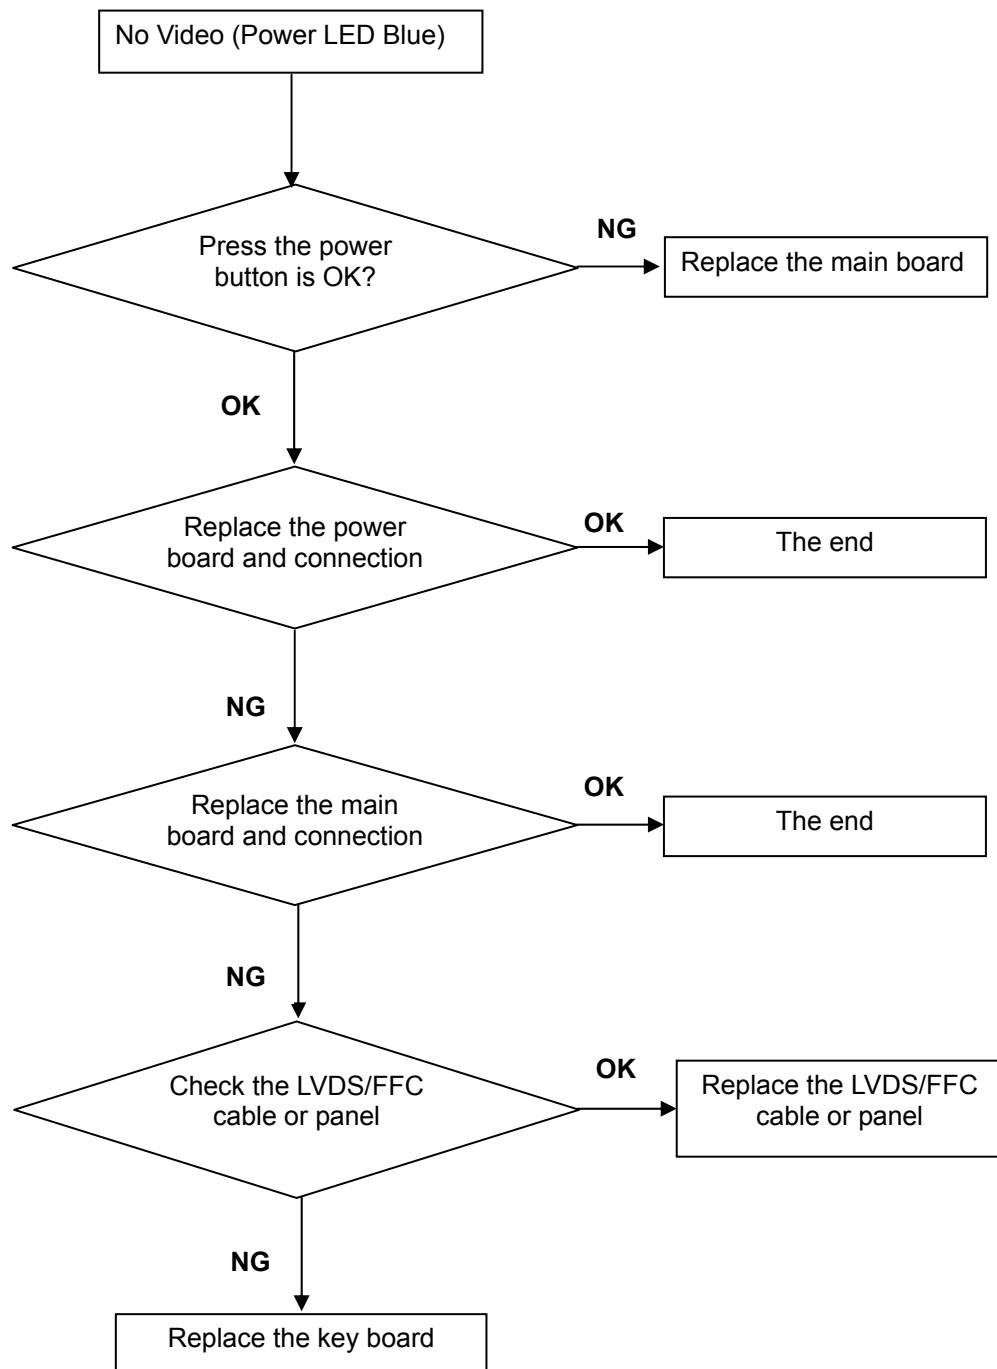 No Video (Power LED Blue)
Press the power
button is OK?
NG
Replace the main board
OK
Replace the power
board and connection
OK
The end
NG
Replace the main
board and connection
OK
The end
NG
Check the LVDS/FFC
cable or panel
OK
Replace the LVDS/FFC
cable or panel
NG
Replace the key board